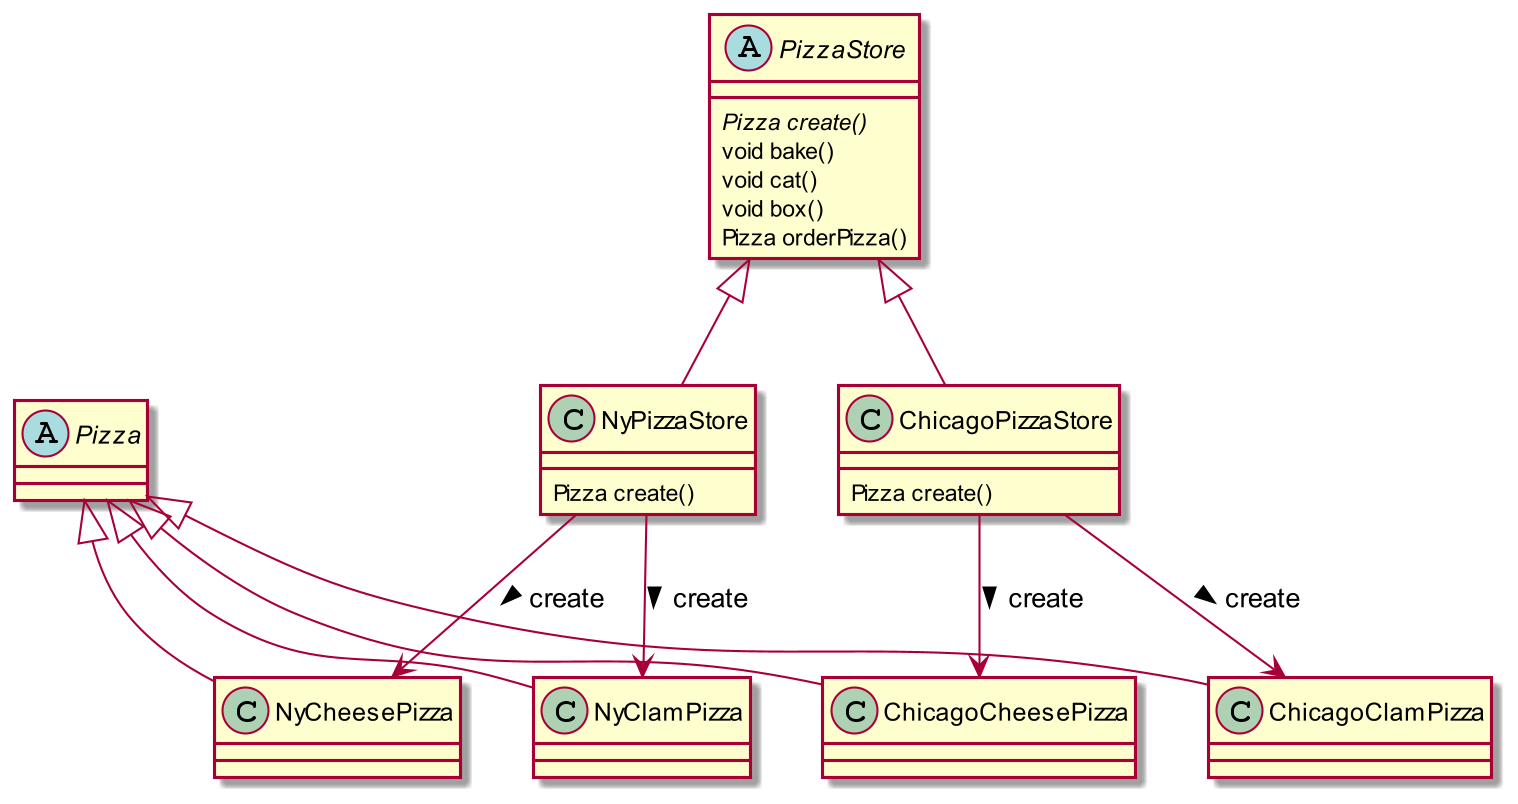 A PizzaStore
Pizza create()
void bake()
void cat()
void box()
Pizza orderPizza()
A Pizza
C NyPizzaStore
Pizza create()
C ChicagoPizzaStore
Pizza create()
create
create
create
create
C NyCheesePizza
C NyClamPizza
C ChicagoCheesePizza
C ChicagoClamPizza